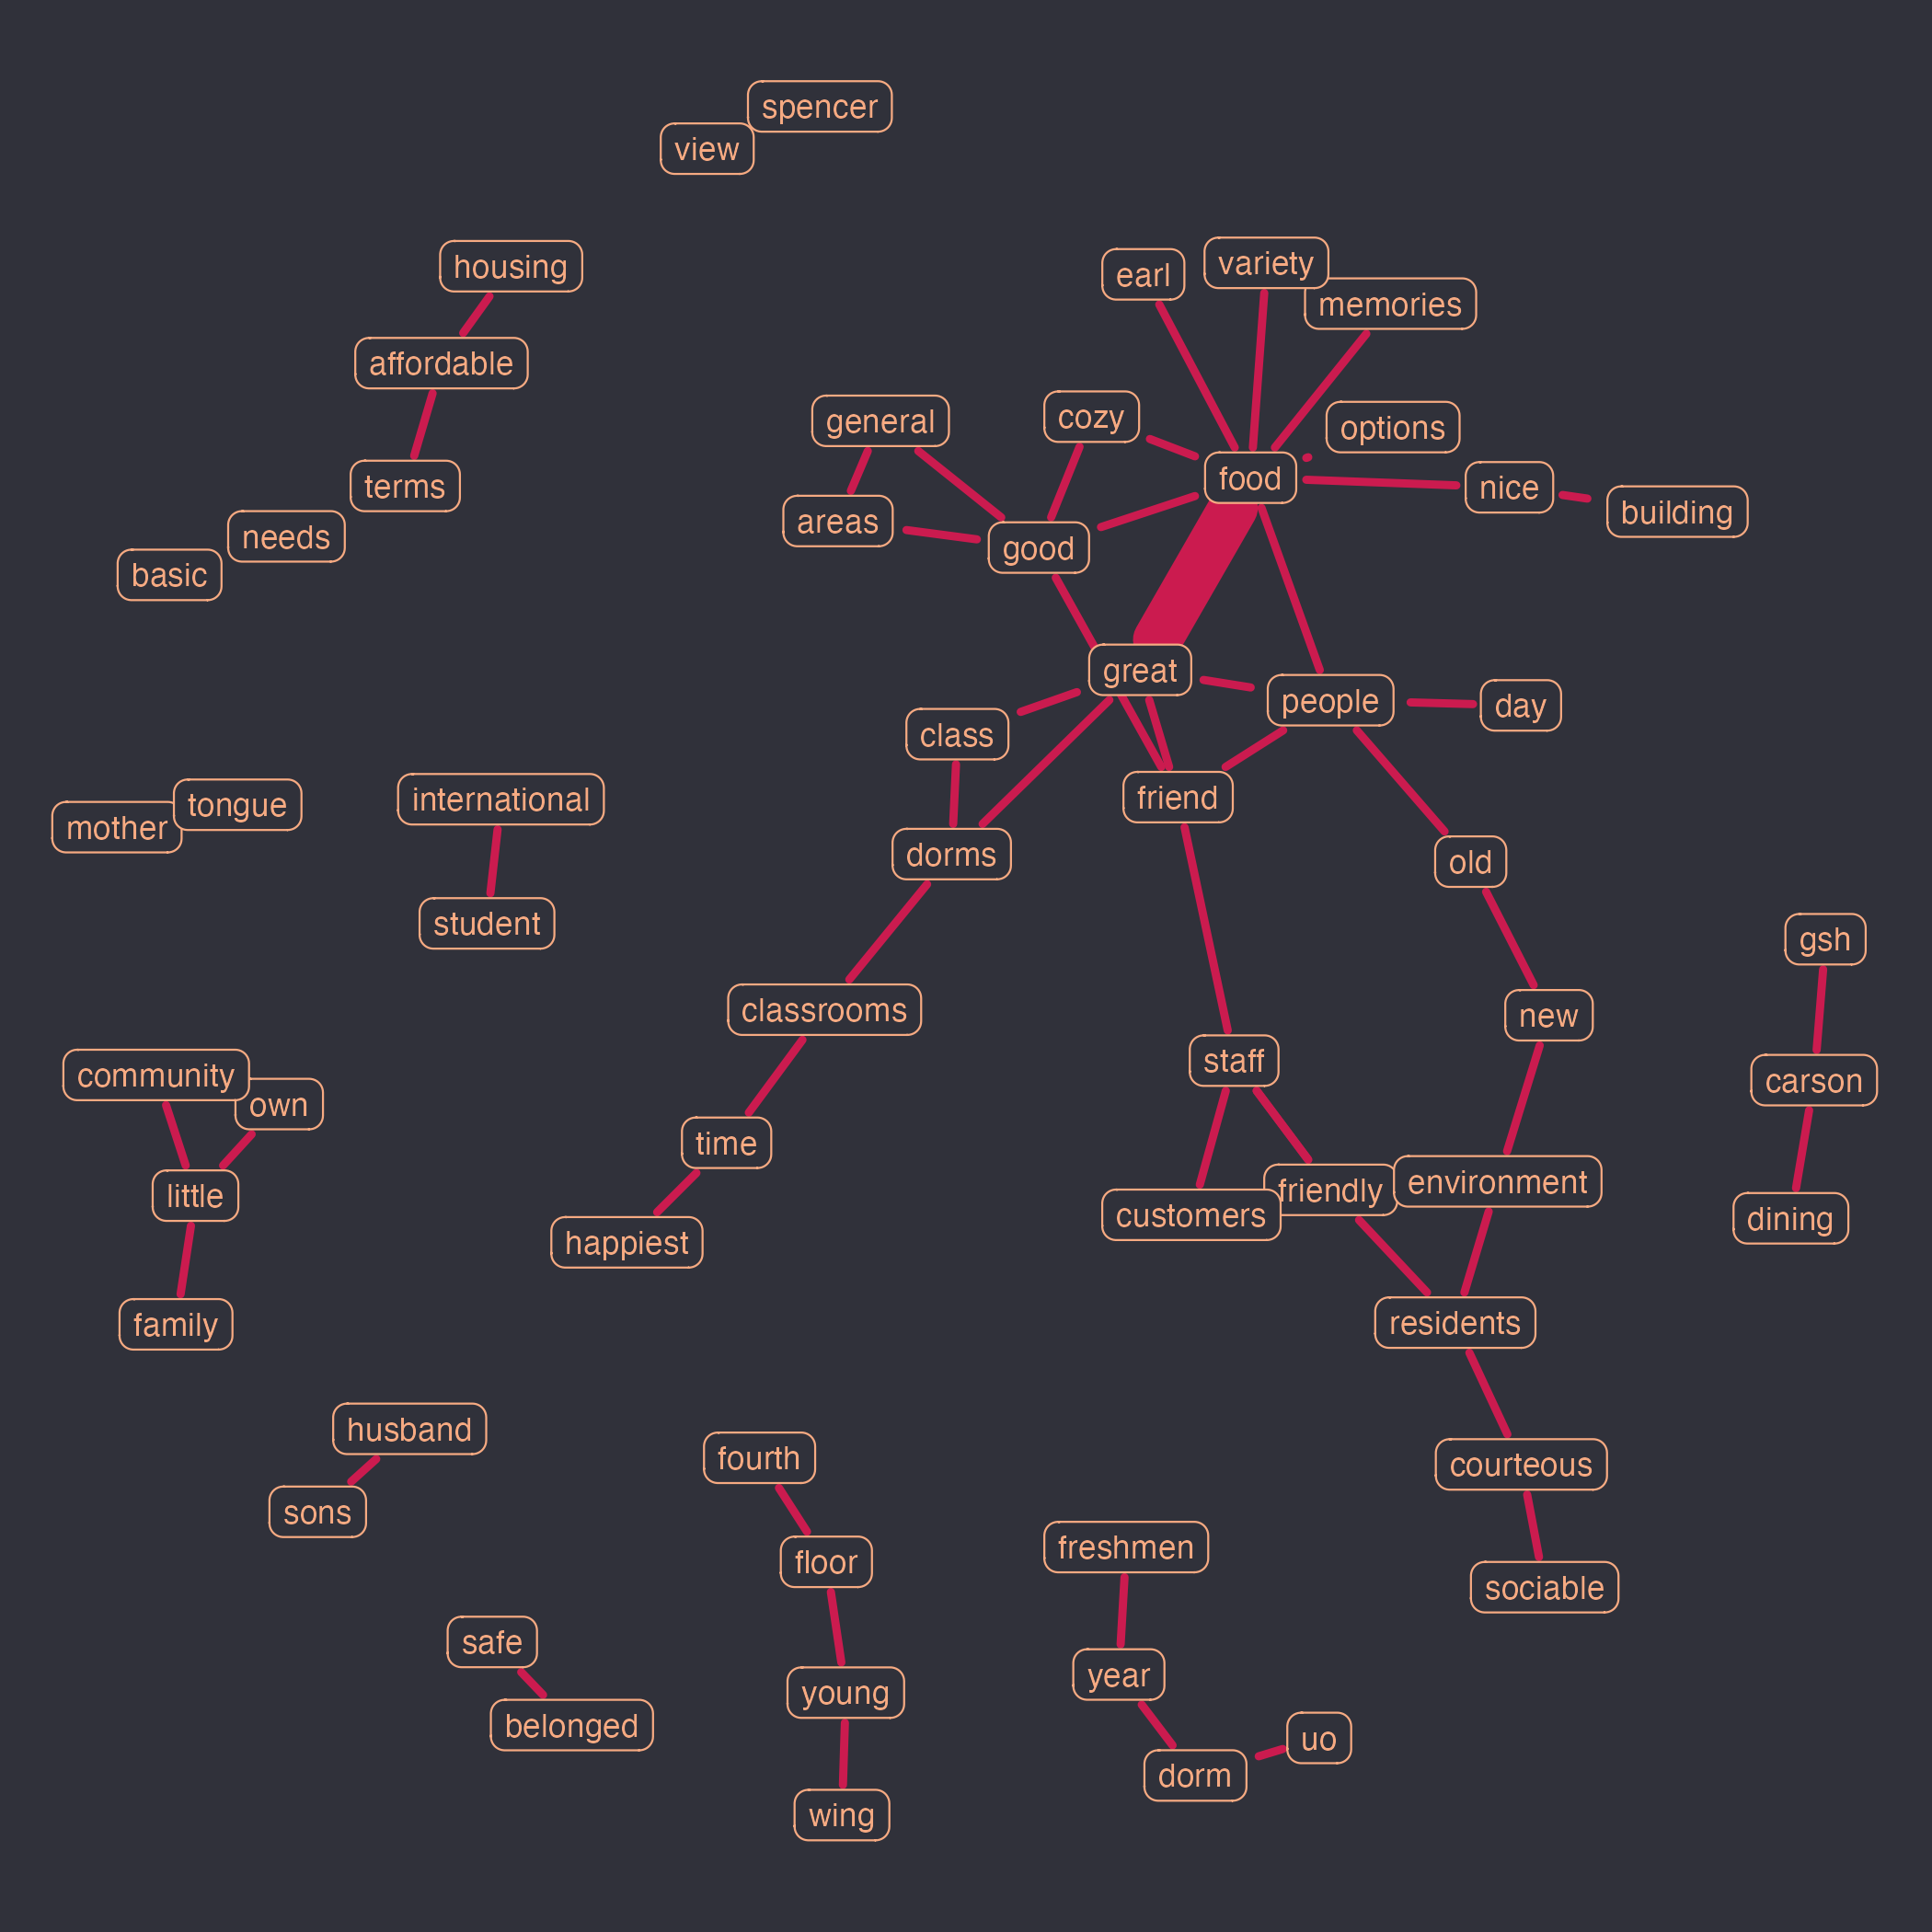 spencer
view
housing
earl
variety
memories
affordable
general
cozy
options
food
nice
terms
areas
building
needs
good
basic
great
people
day
class
international
tongue
friend
mother
dorms
old
student
gsh
classrooms
new
staff
community
carson
own
time
environment
friendly
little
customers
dining
happiest
residents
family
husband
fourth
courteous
sons
freshmen
floor
sociable
safe
year
young
belonged
uo
dorm
wing